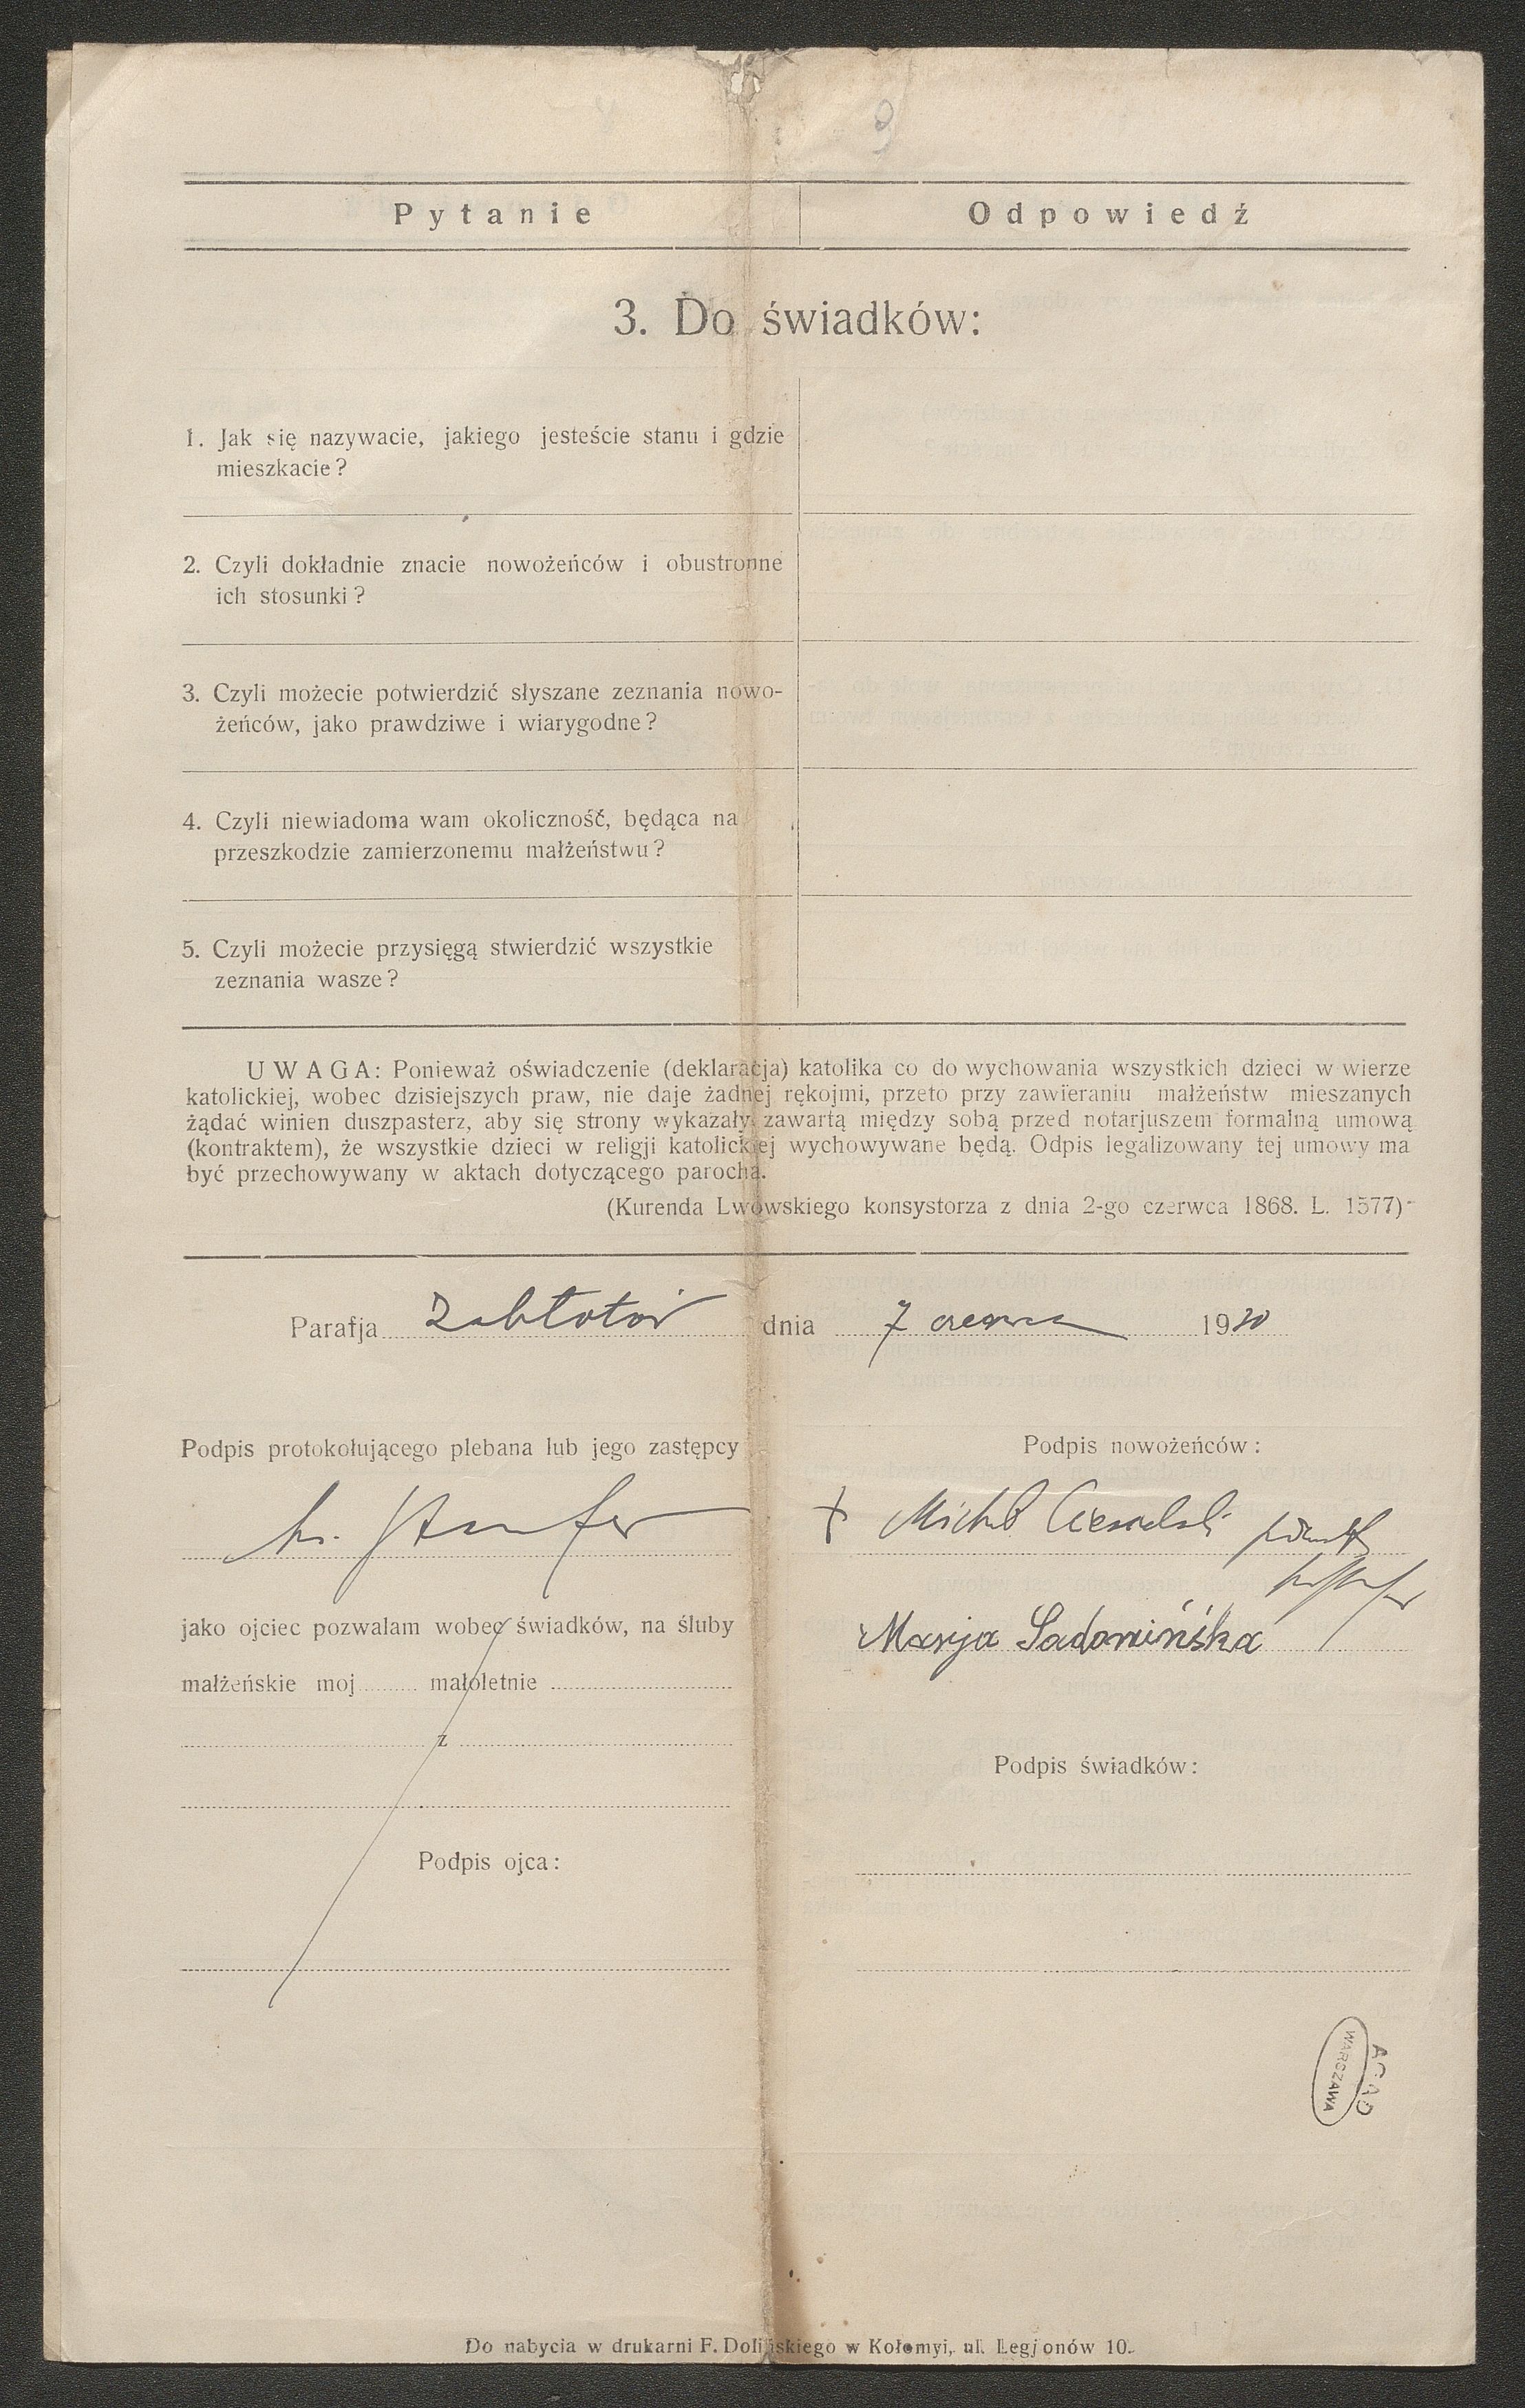 9
Pytanie Odpowiedź
3. Do świadków:
1. Jak się nazywacie, jakiego jesteście stanu i gdzie
mieszkacie?
2. Czyli dokładnie znacie nowożeńców i obustronne
ich stosunki?
3. Czyli możecie potwierdzić słyszane zeznania nowo-
żeńców, jako prawdziwe i wiarygodne?
4. Czyli niewiadoma wam okoliczność, będąca na
przeszkodzie zamierzonemu małżeństwu?
5. Czyli możecie przysięgą stwierdzić wszystkie
zeznania wasze?
UWAGA: Ponieważ oświadczenie (deklaracja) katolika co do wychowania wszystkich dzieci w wierze
katolickiej, wobec dzisiejszych praw, nie daje żadnej rękojmi, przeto przy zawieraniu małżeństw mieszanych
żądać winien duszpasterz, aby się strony wykazały zawartą między sobą przed notarjuszem formalną umową
(kontraktem), że wszystkie dzieci w religji katolickiej wychowywane będą. Odpis legalizowany tej umowy ma
być przechowywany w aktach dotyczącego parocha.
(Kurenda Lwowskiego konsystorza z dnia 2-go czerwca 1868. L. 1577)
Parafja Zabłotów dnia 7 czerwca 1930
Podpis protokołującego plebana lub jego zastępcy
Podpis nowożeńców:
+ Michał
Marja Sadomińska
jako ojciec pozwalam wobec świadków, na śluby
małżeńskie moj małoletnie
z
Podpis świadków:
Podpis ojca:
AGAD
WARSZAWA
Do nabycia w drukarni F. Dolińskiego w Kołomyi, ul. Legjonów 10.